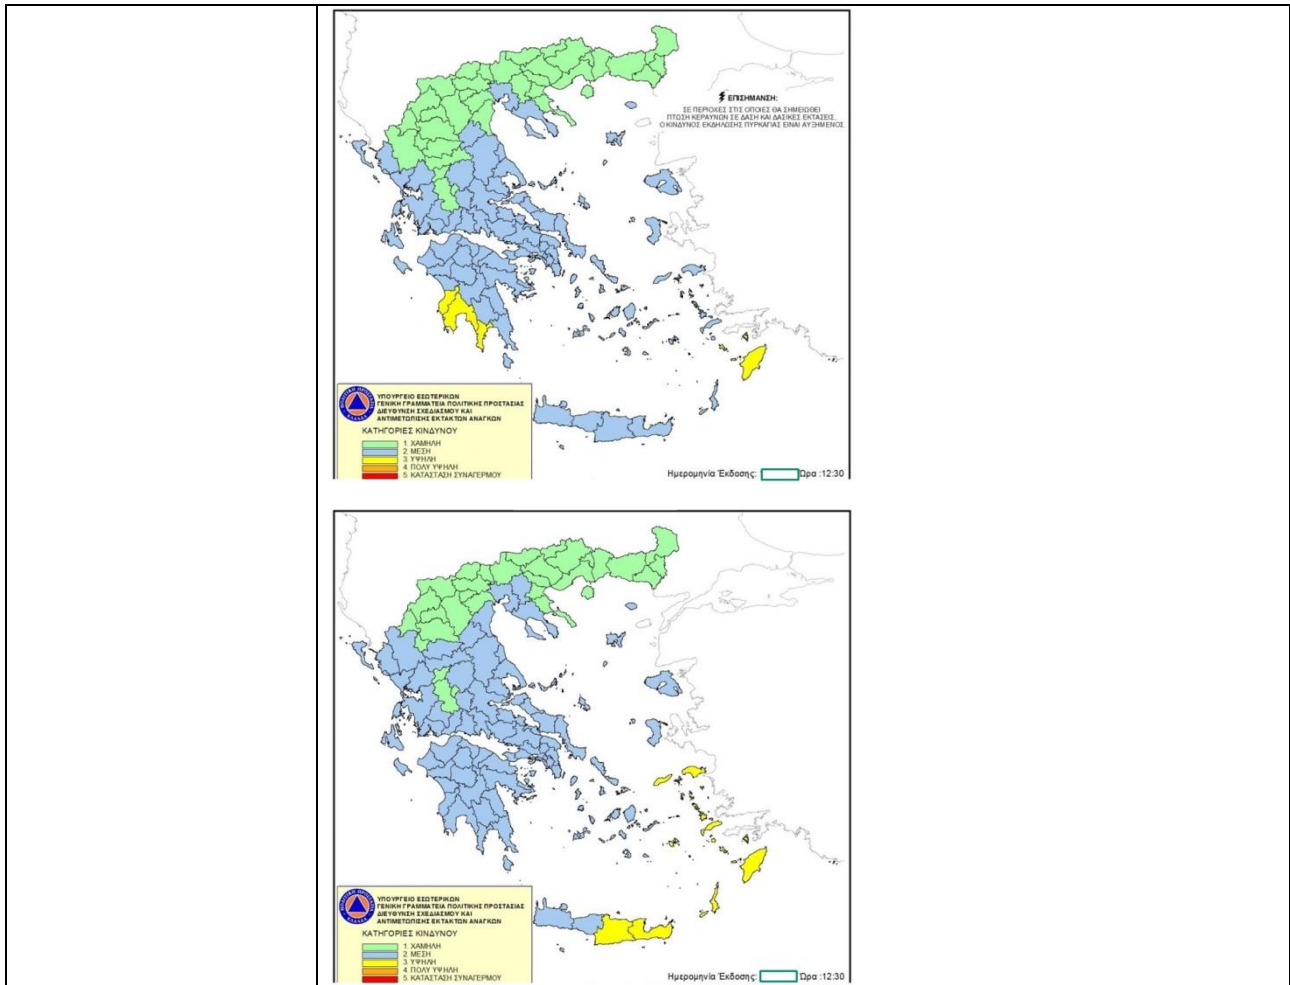 ΕΠΙΣΗΜΑΝΣΗ:
ΣΕ ΠΕΡΙΟΧΕΣ ΣΤΙΣ ΟΠΟΙΕΣ ΘΑ ΣΗΜΕΙΩΘΕΙ
ΠΤΩΣΗ ΚΕΡΑΥΝΩΝ ΣΕ ΔΑΣΗ ΚΑΙ ΔΑΣΙΚΕΣ ΕΚΤΑΣΕΙΣ,
Ο ΚΙΝΔΥΝΟΣ ΕΚΔΗΛΩΣΗΣ ΠΥΡΚΑΓΙΑΣ ΕΙΝΑΙ ΑΥΞΗΜΕΝΟΣ
ΥΠΟΥΡΓΕΙΟ ΕΣΩΤΕΡΙΚΩΝ
ΓΕΝΙΚΗ ΓΡΑΜΜΑΤΕΙΑ ΠΟΛΙΤΙΚΗΣ ΠΡΟΣΤΑΣΙΑΣ
ΔΙΕΥΘΥΝΣΗ ΣΧΕΔΙΑΣΜΟΥ ΚΑΙ
ΑΝΤΙΜΕΤΩΠΙΣΗΣ ΕΚΤΑΚΤΩΝ ΑΝΑΓΚΩΝ
ΚΑΤΗΓΟΡΙΕΣ ΚΙΝΔΥΝΟΥ
1. ΧΑΜΗΛΗ
2. ΜΕΣΗ
3. ΥΨΗΛΗ
4. ΠΟΛΥ ΥΨΗΛΗ
5. ΚΑΤΑΣΤΑΣΗ ΣΥΝΑΓΕΡΜΟΥ
Ημερομηνία Έκδοσης: Ώρα :12:30
ΥΠΟΥΡΓΕΙΟ ΕΣΩΤΕΡΙΚΩΝ
ΓΕΝΙΚΗ ΓΡΑΜΜΑΤΕΙΑ ΠΟΛΙΤΙΚΗΣ ΠΡΟΣΤΑΣΙΑΣ
ΔΙΕΥΘΥΝΣΗ ΣΧΕΔΙΑΣΜΟΥ ΚΑΙ
ΑΝΤΙΜΕΤΩΠΙΣΗΣ ΕΚΤΑΚΤΩΝ ΑΝΑΓΚΩΝ
ΚΑΤΗΓΟΡΙΕΣ ΚΙΝΔΥΝΟΥ
1. ΧΑΜΗΛΗ
2. ΜΕΣΗ
3. ΥΨΗΛΗ
4. ΠΟΛΥ ΥΨΗΛΗ
5. ΚΑΤΑΣΤΑΣΗ ΣΥΝΑΓΕΡΜΟΥ
Ημερομηνία Έκδοσης: Ώρα :12:30